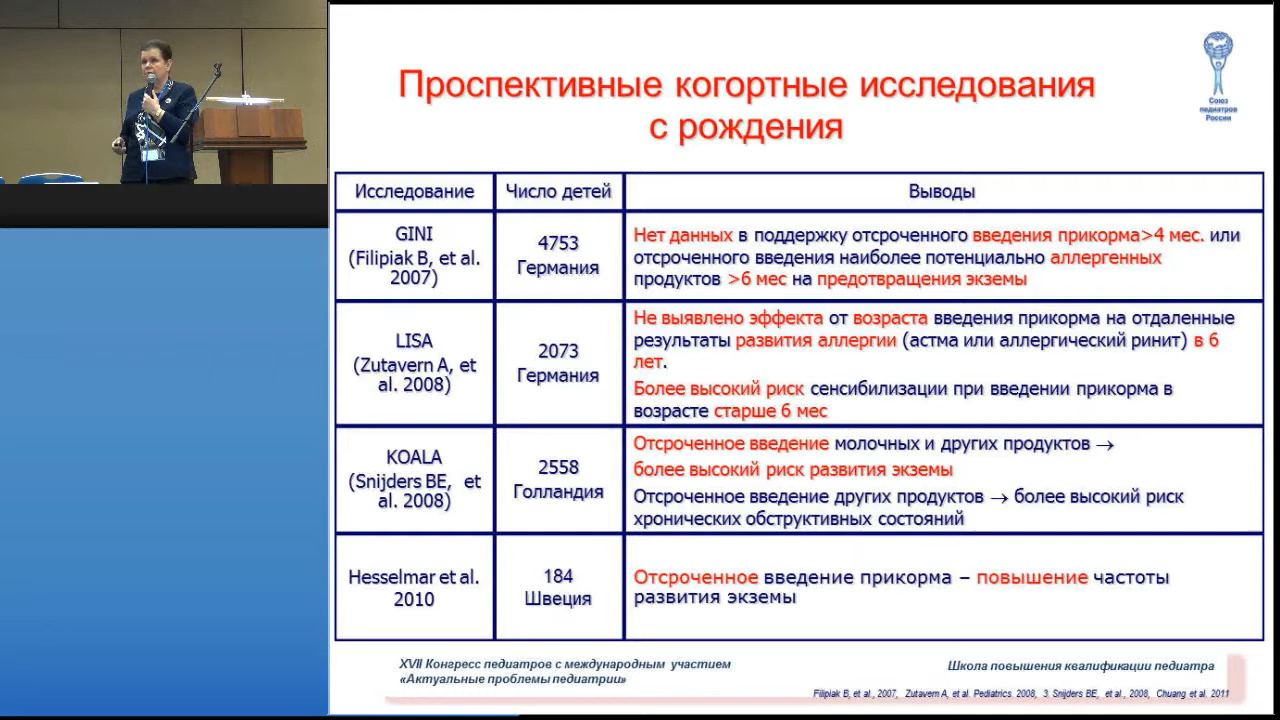 Проспективные когортные исследования
с рождения
Союз
педиатров
России
Исследование
Число детей
Выводы
GINI
(Filipiak B, et al.
2007)
4753
Германия
Нет данных в поддержку отсроченного введения прикорма>4 мес. или
отсроченного введения наиболее потенциально аллергенных
продуктов >6 мес на предотвращения экземы
LISA
(Zutavern A, et
al. 2008)
2073
Германия
Не выявлено эффекта от возраста введения прикорма на отдаленные
результаты развития аллергии (астма или аллергический ринит) в 6
лет.
Более высокий риск сенсибилизации при введении прикорма в
возрасте старше 6 мес
KOALA
(Snijders BE, et
al. 2008)
2558
Голландия
Отсроченное введение молочных и других продуктов →
более высокий риск развития экземы
Отсроченное введение других продуктов → более высокий риск
хронических обструктивных состояний
Hesselmar et al.
2010
184
Швеция
Отсроченное введение прикорма – повышение частоты
развития экземы
XVII Конгресс педиатров с международным участием
«Актуальные проблемы педиатрии»
Школа повышения квалификации педиатра
Filipiak B, et al., 2007, Zutavern A, et al. Pediatrics. 2008, 3. Snijders BE, et al., 2008, Chuang et al. 2011